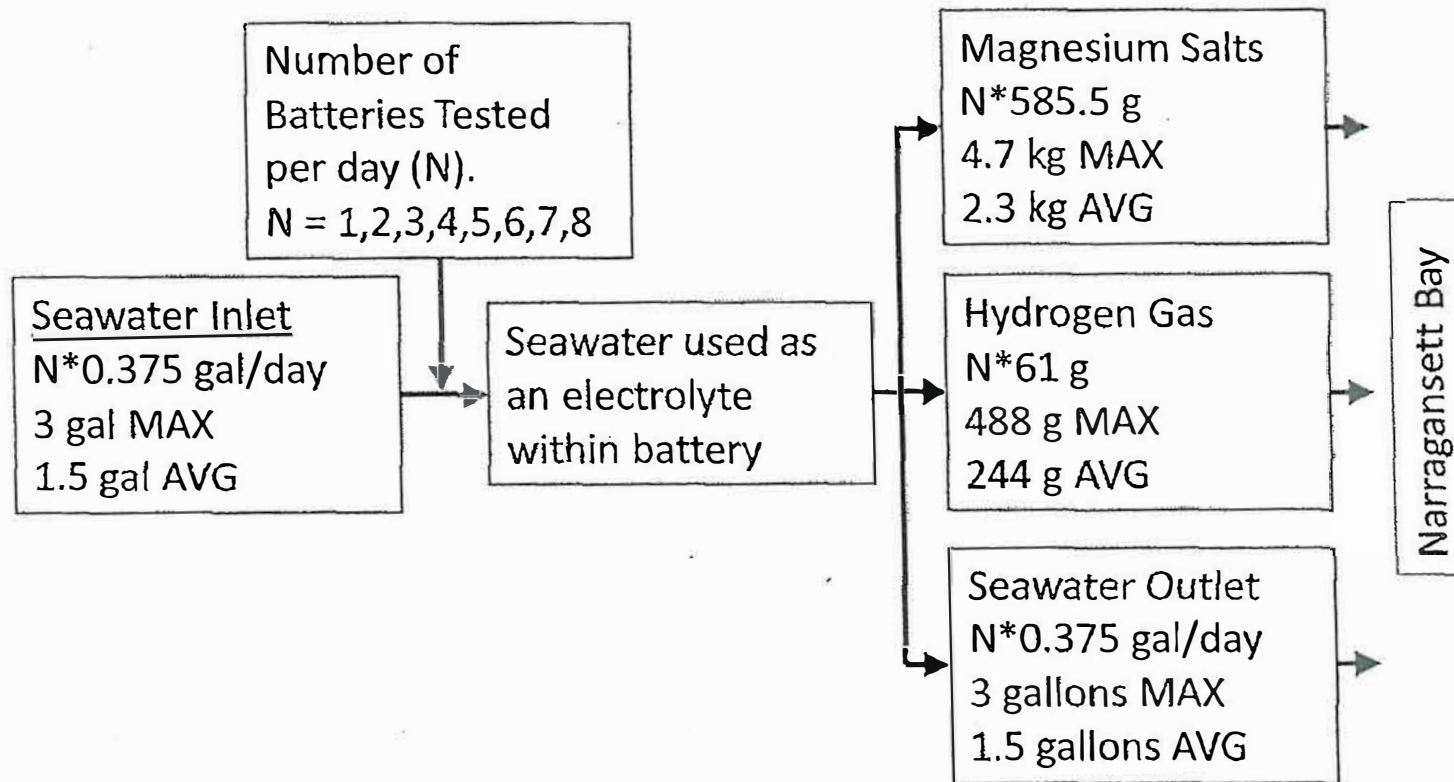 Number of
Batteries Tested
per day (N).
N = 1,2,3,4,5,6,7,8
Seawater Inlet
N*0.375 gal/day
3 gal MAX
1.5 gal AVG
Seawater used as
an electrolyte
within battery
Magnesium Salts
N*585.5 g
4.7 kg MAX
2.3 kg AVG
Hydrogen Gas
N*61 g
488 g MAX
244 g AVG
Seawater Outlet
N*0.375 gal/day
3 gallons MAX
1.5 gallons AVG
Narragansett Bay